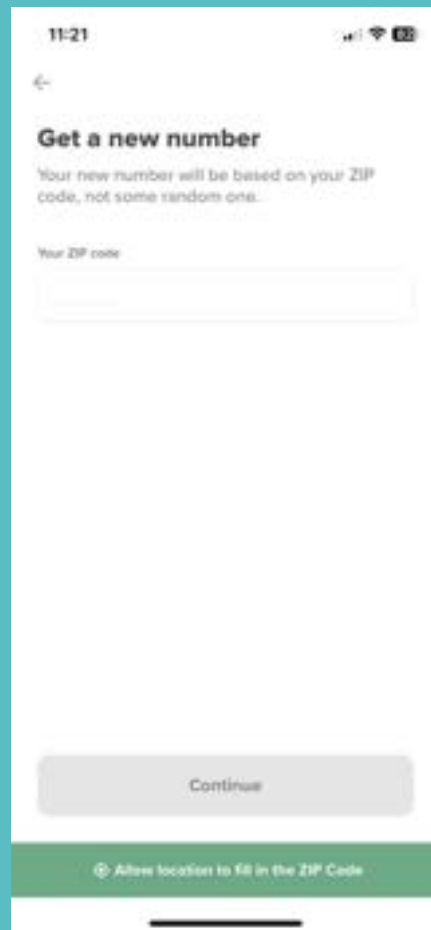 11:21
Get a new number
Your new number will be based on your ZIP
code, not some random one.
Your ZIP code
Continue
Allow location to fill in the ZIP Code